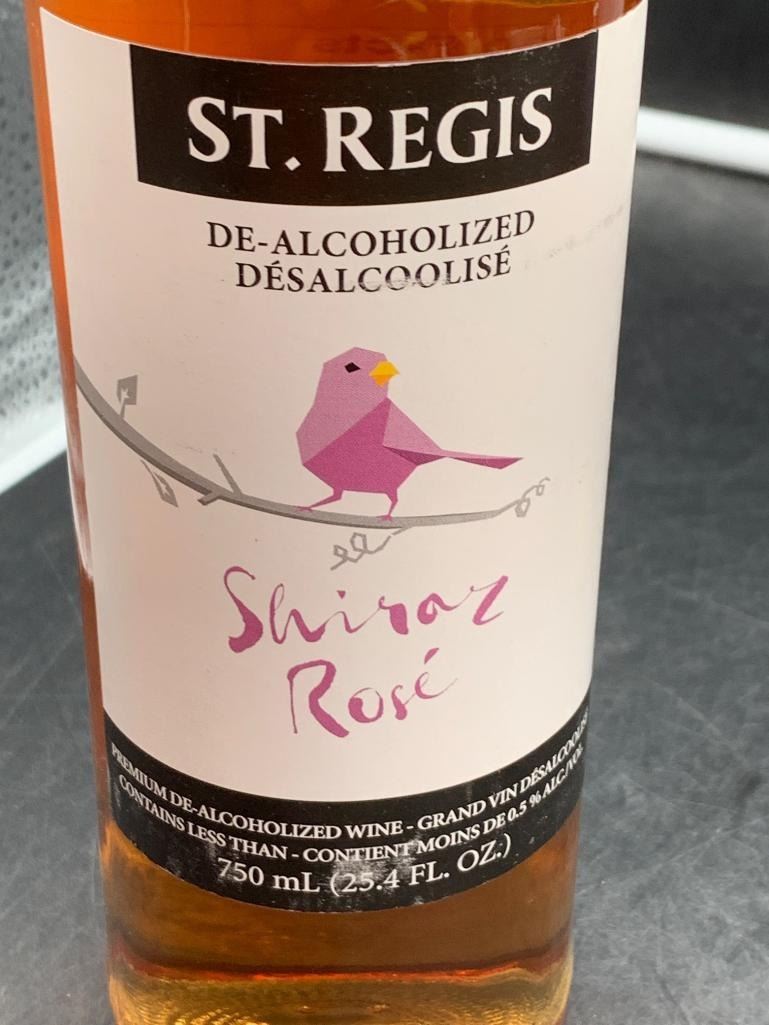 ST. REGIS
DE-ALCOHOLIZED
DÉSALCOOLISÉ
Shiraz
Rosé
PREMIUM DE-ALCOHOLIZED WINE - GRAND VIN DÉSALCOOLISÉ
CONTAINS LESS THAN - CONTIENT MOINS DE 0.5 % ALC./VOL.
750 mL (25.4 FL. OZ.)